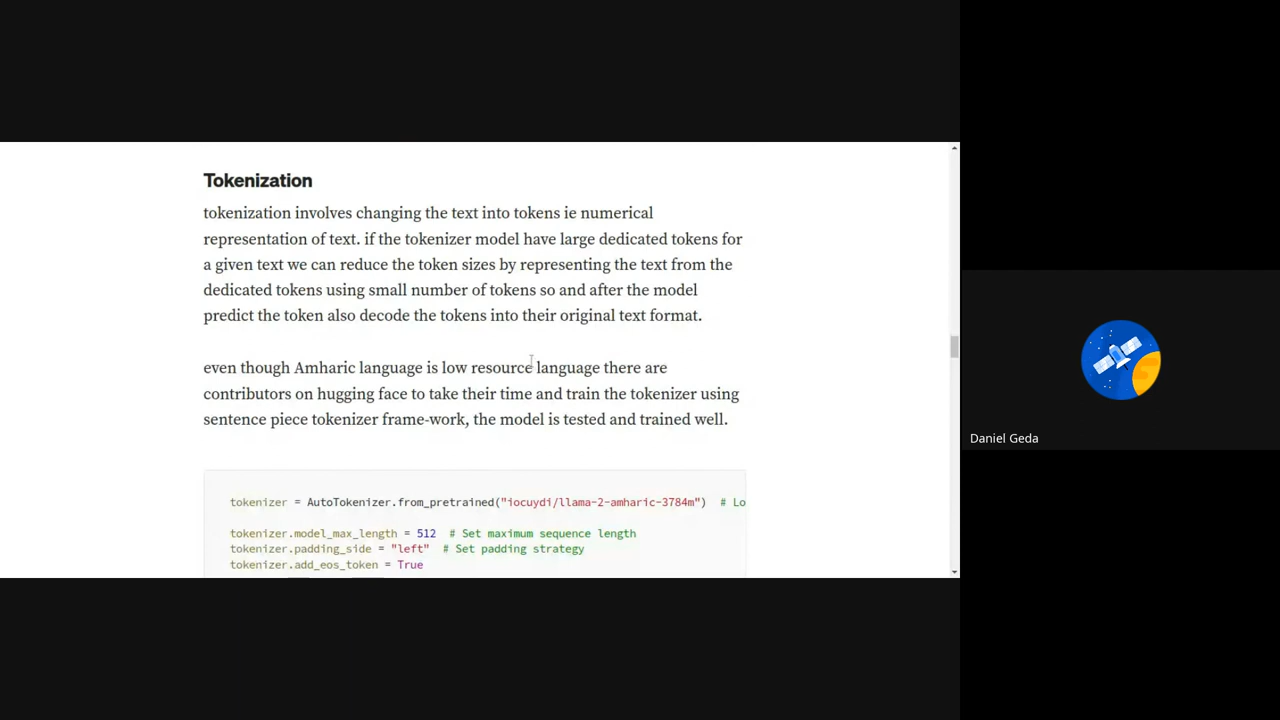 Tokenization
tokenization involves changing the text into tokens ie numerical
representation of text. if the tokenizer model have large dedicated tokens for
a given text we can reduce the token sizes by representing the text from the
dedicated tokens using small number of tokens so and after the model
predict the token also decode the tokens into their original text format.
even though Amharic language is low resource language there are
contributors on hugging face to take their time and train the tokenizer using
sentence piece tokenizer frame-work, the model is tested and trained well.
tokenizer = AutoTokenizer.from_pretrained("iocuydi/llama-2-amharic-3784m")  # Lo
tokenizer.model_max_length = 512  # Set maximum sequence length
tokenizer.padding_side = "left"  # Set padding strategy
tokenizer.add_eos_token = True
Daniel Geda